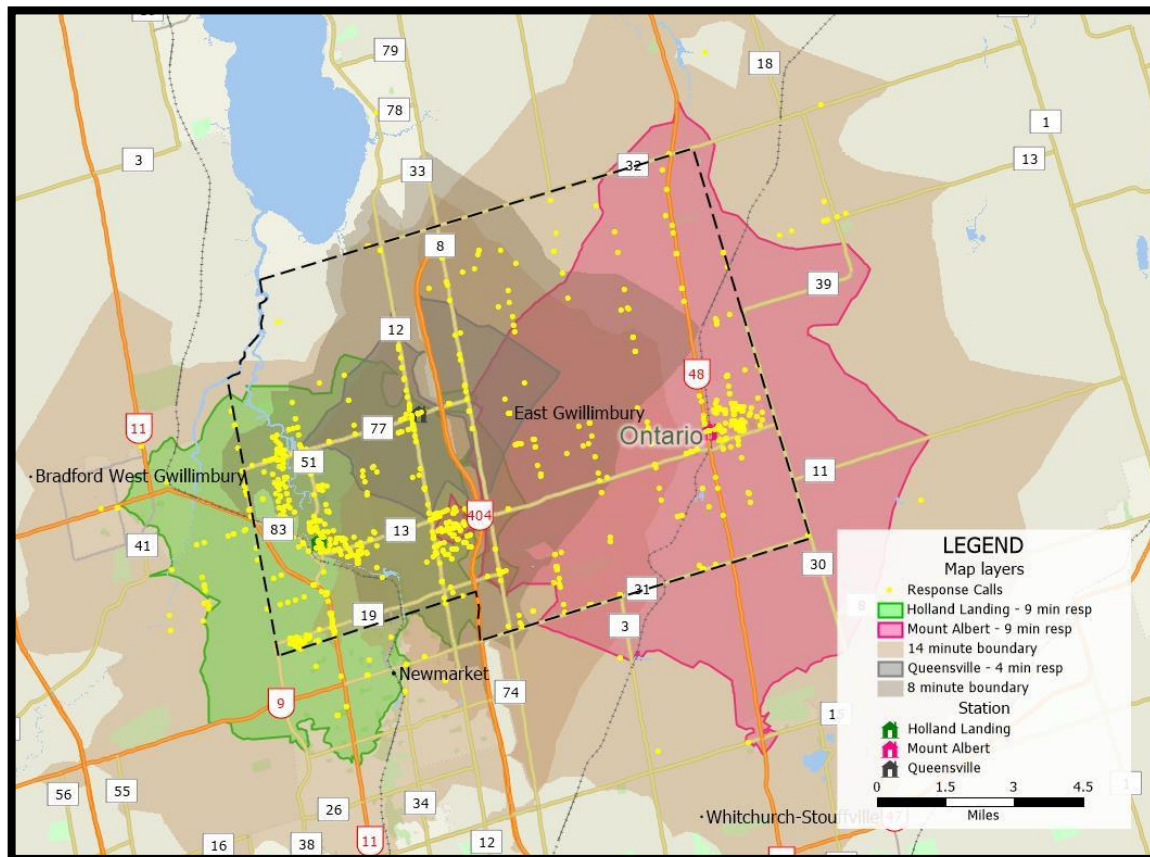 79
18
78
1
3
13
33
32
8
39
12
48
11
77
East Gwillimbury
Ontario
51
Bradford West Gwillimbury
11
404
83
13
41
30
31
19
3
8
Newmarket
74
9
15
56
55
26
34
16
38
11
12
Whitchurch-Stouffville
47
1
LEGEND
Map layers
Response Calls
Holland Landing - 9 min resp
Mount Albert - 9 min resp
14 minute boundary
Queensville - 4 min resp
8 minute boundary
Station
Holland Landing
Mount Albert
Queensville
0 1.5 3 4.5
Miles